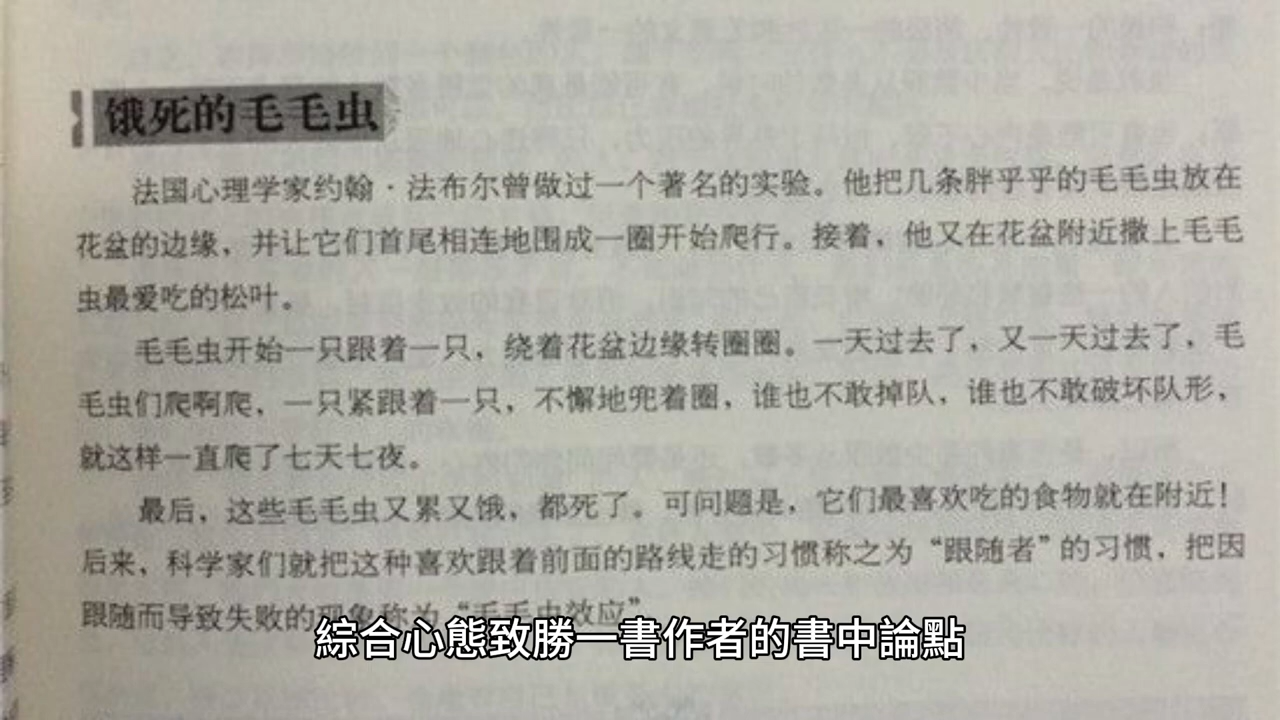 饿死的毛毛虫
法国心理学家约翰·法布尔曾做过一个著名的实验。他把几条胖乎乎的毛毛虫放在
花盆的边缘，并让它们首尾相连地围成一圈开始爬行。接着，他又在花盆附近撒上毛毛
虫最爱吃的松叶。
毛毛虫开始一只跟着一只，绕着花盆边缘转圈圈。一天过去了，又一天过去了，毛
毛虫们爬啊爬，一只紧跟着一只，不懈地兜着圈，谁也不敢掉队，谁也不敢破坏队形，
就这样一直爬了七天七夜。
最后，这些毛毛虫又累又饿，都死了。可问题是，它们最喜欢吃的食物就在附近！
后来，科学家们就把这种喜欢跟着前面的路线走的习惯称之为“跟随者”的习惯，把因
跟随而导致失败的现象称为“毛毛虫效应”
綜合心態致勝一書作者的書中論點